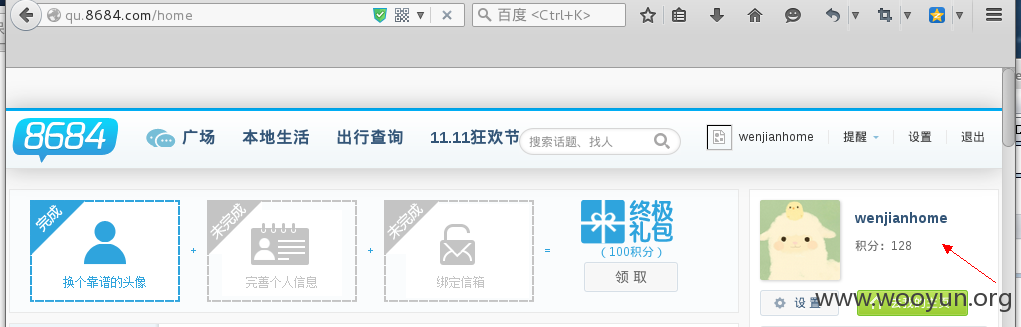 qu.8684.com/home
百度 <Ctrl+K>
8684
广场
本地生活
出行查询
11.11狂欢节
搜索话题、找人
wenjianhome
提醒
设置
退出
完成
换个靠谱的头像
+
未完成
完善个人信息
+
未完成
绑定信箱
=
终极
礼包
(100积分)
领取
wenjianhome
积分: 128
设置
www.wooyun.org